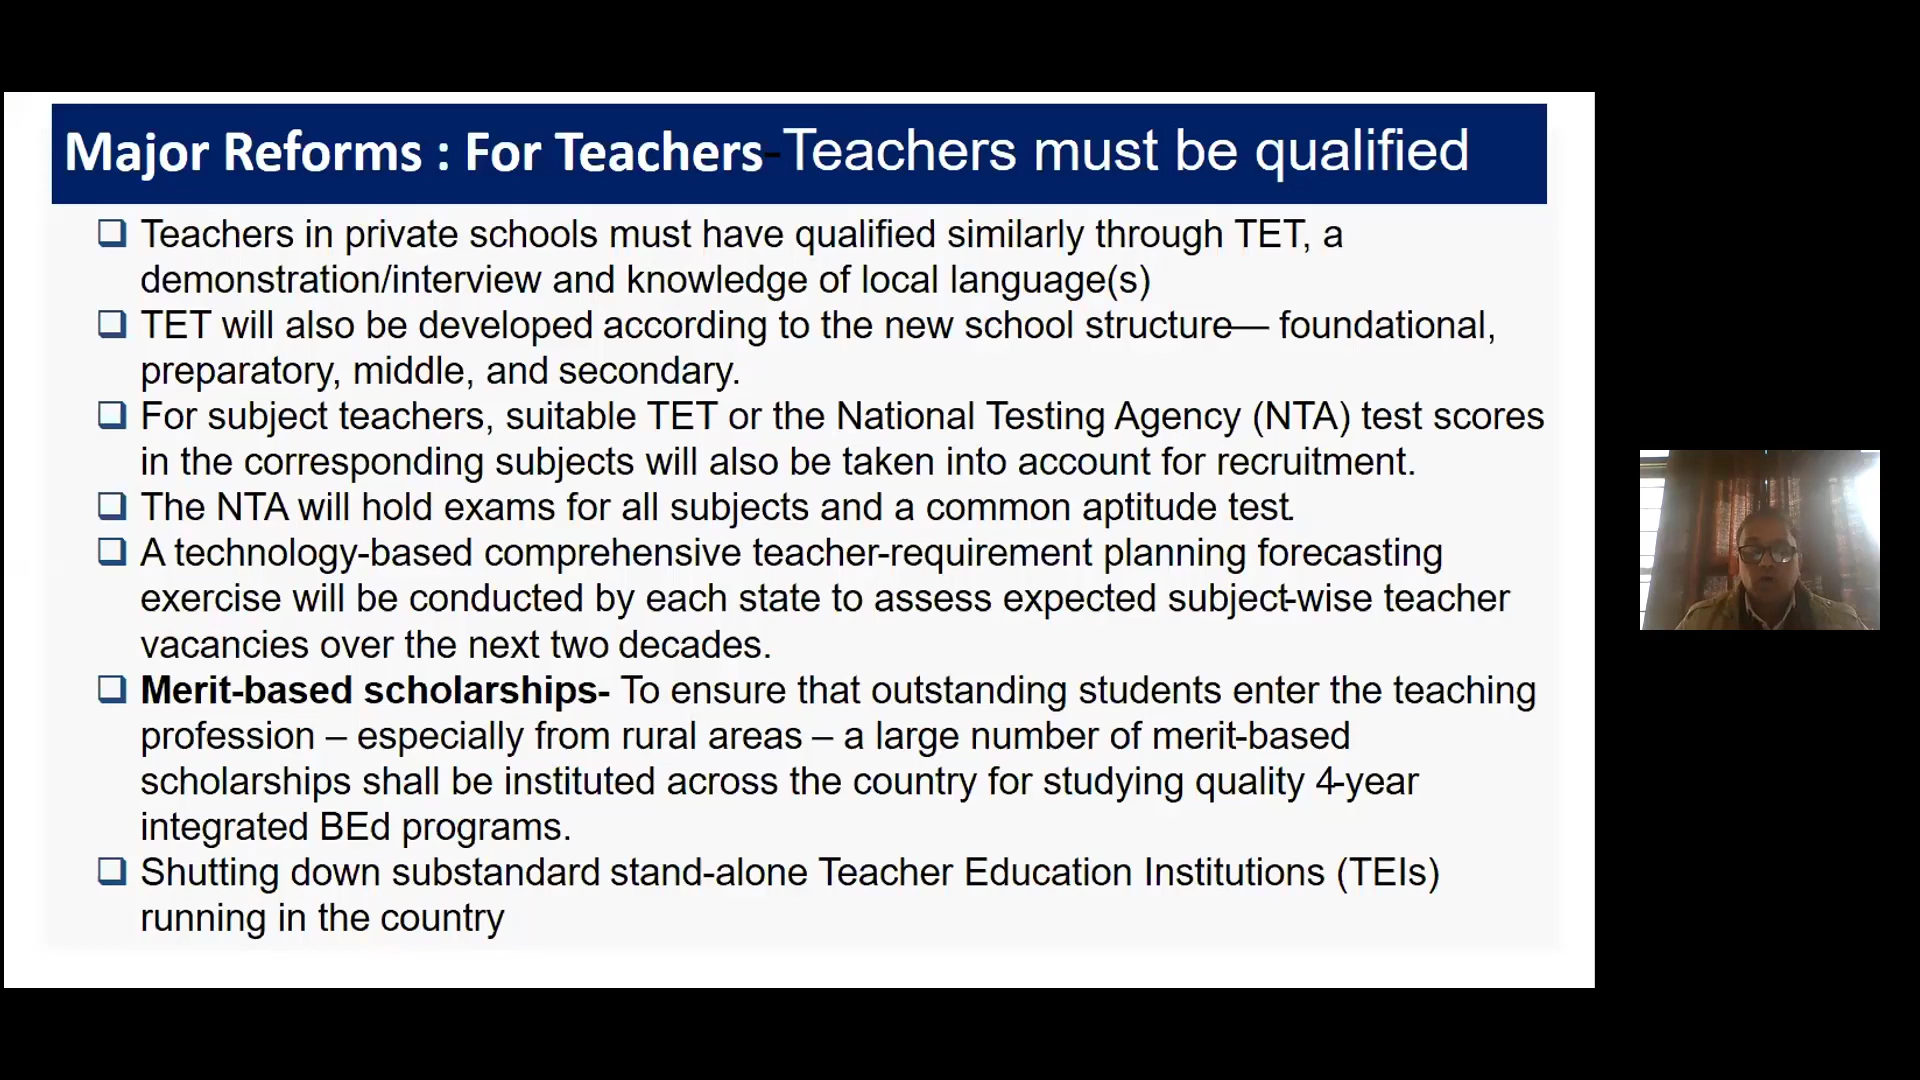 Major Reforms : For Teachers-Teachers must be qualified
Teachers in private schools must have qualified similarly through TET, a
demonstration/interview and knowledge of local language(s)
TET will also be developed according to the new school structure— foundational,
preparatory, middle, and secondary.
For subject teachers, suitable TET or the National Testing Agency (NTA) test scores
in the corresponding subjects will also be taken into account for recruitment.
The NTA will hold exams for all subjects and a common aptitude test.
A technology-based comprehensive teacher-requirement planning forecasting
exercise will be conducted by each state to assess expected subject-wise teacher
vacancies over the next two decades.
Merit-based scholarships- To ensure that outstanding students enter the teaching
profession – especially from rural areas – a large number of merit-based
scholarships shall be instituted across the country for studying quality 4-year
integrated BEd programs.
Shutting down substandard stand-alone Teacher Education Institutions (TEIs)
running in the country